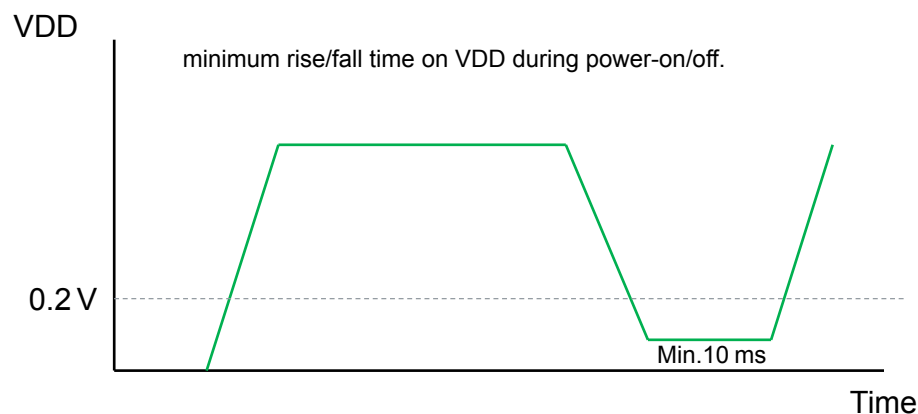 VDD
minimum rise/fall time on VDD during power-on/off.
0.2 V
Min.10 ms
Time